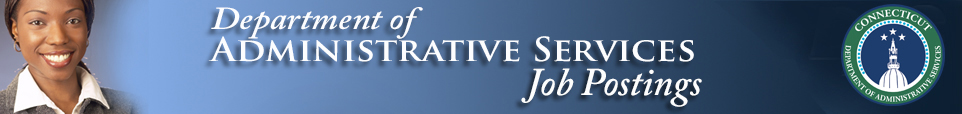 Department of
ADMINISTRATIVE SERVICES
Job Postings
CONNECTICUT
DEPARTMENT OF ADMINISTRATIVE SERVICES